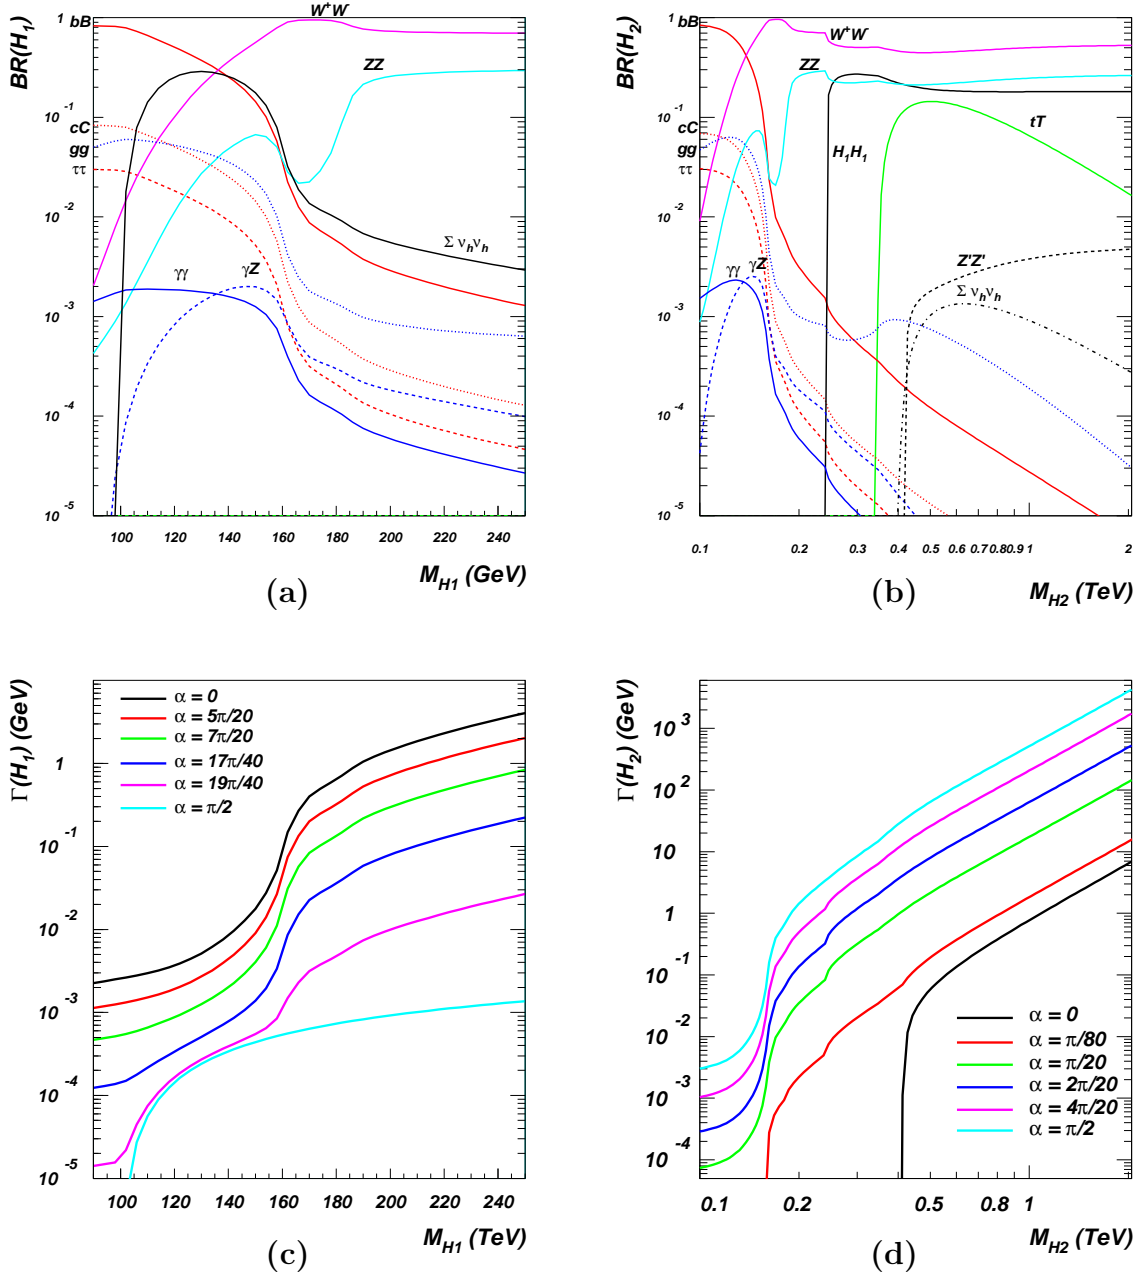 BR(H₁)
1
bB
W⁺W⁻
ZZ
10⁻¹
cC
gg
ττ
10⁻²
Σ νₕνₕ
γγ
γZ
10⁻³
10⁻⁴
10⁻⁵
100 120 140 160 180 200 220 240
M_H1 (GeV)
(a)
BR(H₂)
1
bB
W⁺W⁻
ZZ
10⁻¹
cC
gg
ττ
tT
H₁H₁
10⁻²
γγ
γZ
Z'Z'
Σ νₕνₕ
10⁻³
10⁻⁴
10⁻⁵
0.1 0.2 0.3 0.4 0.5 0.6 0.7 0.8 0.9 1 2
M_H2 (TeV)
(b)
Γ(H₁) (GeV)
α = 0
α = 5π/20
α = 7π/20
α = 17π/40
α = 19π/40
α = π/2
1
10⁻¹
10⁻²
10⁻³
10⁻⁴
10⁻⁵
100 120 140 160 180 200 220 240
M_H1 (TeV)
(c)
Γ(H₂) (GeV)
10³
10²
10
1
10⁻¹
10⁻²
10⁻³
10⁻⁴
α = 0
α = π/80
α = π/20
α = 2π/20
α = 4π/20
α = π/2
0.1 0.2 0.5 0.8 1 2
M_H2 (TeV)
(d)